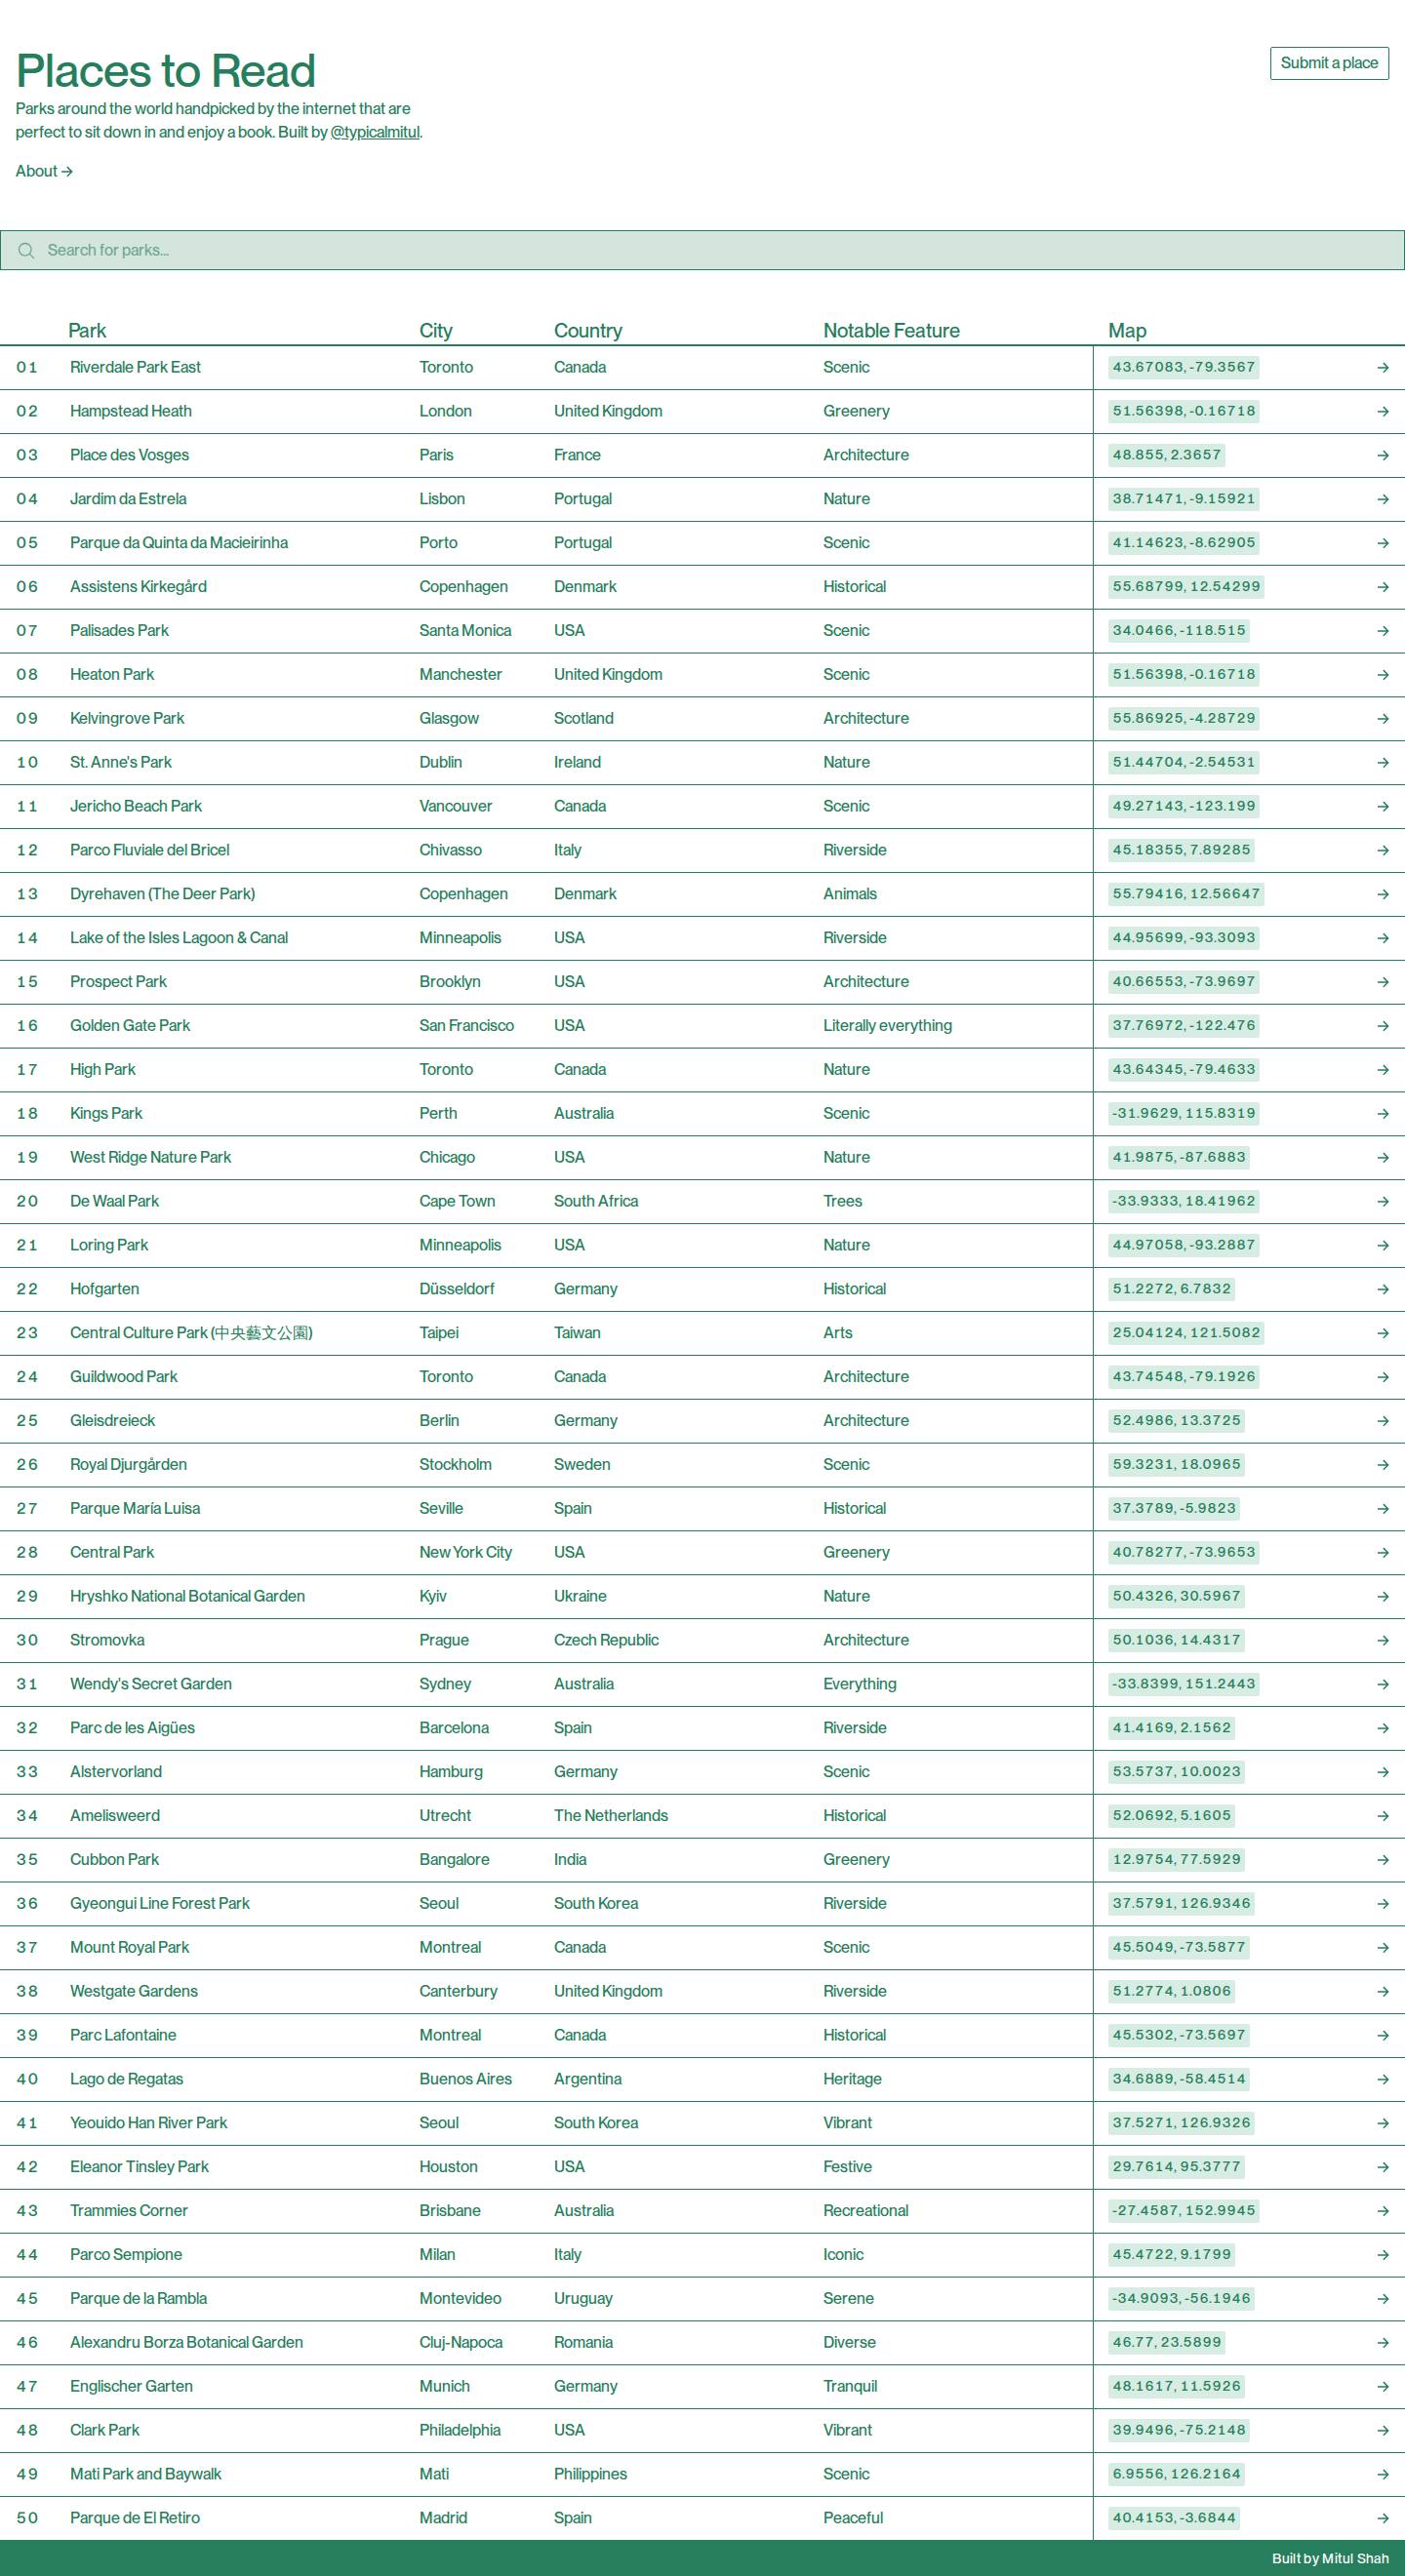 Places to Read
Submit a place
Parks around the world handpicked by the internet that are
perfect to sit down in and enjoy a book. Built by @typicalmitul.
About →
Search for parks...
Park City Country Notable Feature Map
01 Riverdale Park East Toronto Canada Scenic 43.67083, -79.3567 →
02 Hampstead Heath London United Kingdom Greenery 51.56398, -0.16718 →
03 Place des Vosges Paris France Architecture 48.855, 2.3657 →
04 Jardim da Estrela Lisbon Portugal Nature 38.71471, -9.15921 →
05 Parque da Quinta da Macieirinha Porto Portugal Scenic 41.14623, -8.62905 →
06 Assistens Kirkegård Copenhagen Denmark Historical 55.68799, 12.54299 →
07 Palisades Park Santa Monica USA Scenic 34.0466, -118.515 →
08 Heaton Park Manchester United Kingdom Scenic 51.56398, -0.16718 →
09 Kelvingrove Park Glasgow Scotland Architecture 55.86925, -4.28729 →
10 St. Anne's Park Dublin Ireland Nature 51.44704, -2.54531 →
11 Jericho Beach Park Vancouver Canada Scenic 49.27143, -123.199 →
12 Parco Fluviale del Bricel Chivasso Italy Riverside 45.18355, 7.89285 →
13 Dyrehaven (The Deer Park) Copenhagen Denmark Animals 55.79416, 12.56647 →
14 Lake of the Isles Lagoon & Canal Minneapolis USA Riverside 44.95699, -93.3093 →
15 Prospect Park Brooklyn USA Architecture 40.66553, -73.9697 →
16 Golden Gate Park San Francisco USA Literally everything 37.76972, -122.476 →
17 High Park Toronto Canada Nature 43.64345, -79.4633 →
18 Kings Park Perth Australia Scenic -31.9629, 115.8319 →
19 West Ridge Nature Park Chicago USA Nature 41.9875, -87.6883 →
20 De Waal Park Cape Town South Africa Trees -33.9333, 18.41962 →
21 Loring Park Minneapolis USA Nature 44.97058, -93.2887 →
22 Hofgarten Düsseldorf Germany Historical 51.2272, 6.7832 →
23 Central Culture Park (中央藝文公園) Taipei Taiwan Arts 25.04124, 121.5082 →
24 Guildwood Park Toronto Canada Architecture 43.74548, -79.1926 →
25 Gleisdreieck Berlin Germany Architecture 52.4986, 13.3725 →
26 Royal Djurgården Stockholm Sweden Scenic 59.3231, 18.0965 →
27 Parque María Luisa Seville Spain Historical 37.3789, -5.9823 →
28 Central Park New York City USA Greenery 40.78277, -73.9653 →
29 Hryshko National Botanical Garden Kyiv Ukraine Nature 50.4326, 30.5967 →
30 Stromovka Prague Czech Republic Architecture 50.1036, 14.4317 →
31 Wendy's Secret Garden Sydney Australia Everything -33.8399, 151.2443 →
32 Parc de les Aigües Barcelona Spain Riverside 41.4169, 2.1562 →
33 Alstervorland Hamburg Germany Scenic 53.5737, 10.0023 →
34 Amelisweerd Utrecht The Netherlands Historical 52.0692, 5.1605 →
35 Cubbon Park Bangalore India Greenery 12.9754, 77.5929 →
36 Gyeongui Line Forest Park Seoul South Korea Riverside 37.5791, 126.9346 →
37 Mount Royal Park Montreal Canada Scenic 45.5049, -73.5877 →
38 Westgate Gardens Canterbury United Kingdom Riverside 51.2774, 1.0806 →
39 Parc Lafontaine Montreal Canada Historical 45.5302, -73.5697 →
40 Lago de Regatas Buenos Aires Argentina Heritage 34.6889, -58.4514 →
41 Yeouido Han River Park Seoul South Korea Vibrant 37.5271, 126.9326 →
42 Eleanor Tinsley Park Houston USA Festive 29.7614, 95.3777 →
43 Trammies Corner Brisbane Australia Recreational -27.4587, 152.9945 →
44 Parco Sempione Milan Italy Iconic 45.4722, 9.1799 →
45 Parque de la Rambla Montevideo Uruguay Serene -34.9093, -56.1946 →
46 Alexandru Borza Botanical Garden Cluj-Napoca Romania Diverse 46.77, 23.5899 →
47 Englischer Garten Munich Germany Tranquil 48.1617, 11.5926 →
48 Clark Park Philadelphia USA Vibrant 39.9496, -75.2148 →
49 Mati Park and Baywalk Mati Philippines Scenic 6.9556, 126.2164 →
50 Parque de El Retiro Madrid Spain Peaceful 40.4153, -3.6844 →
Built by Mitul Shah